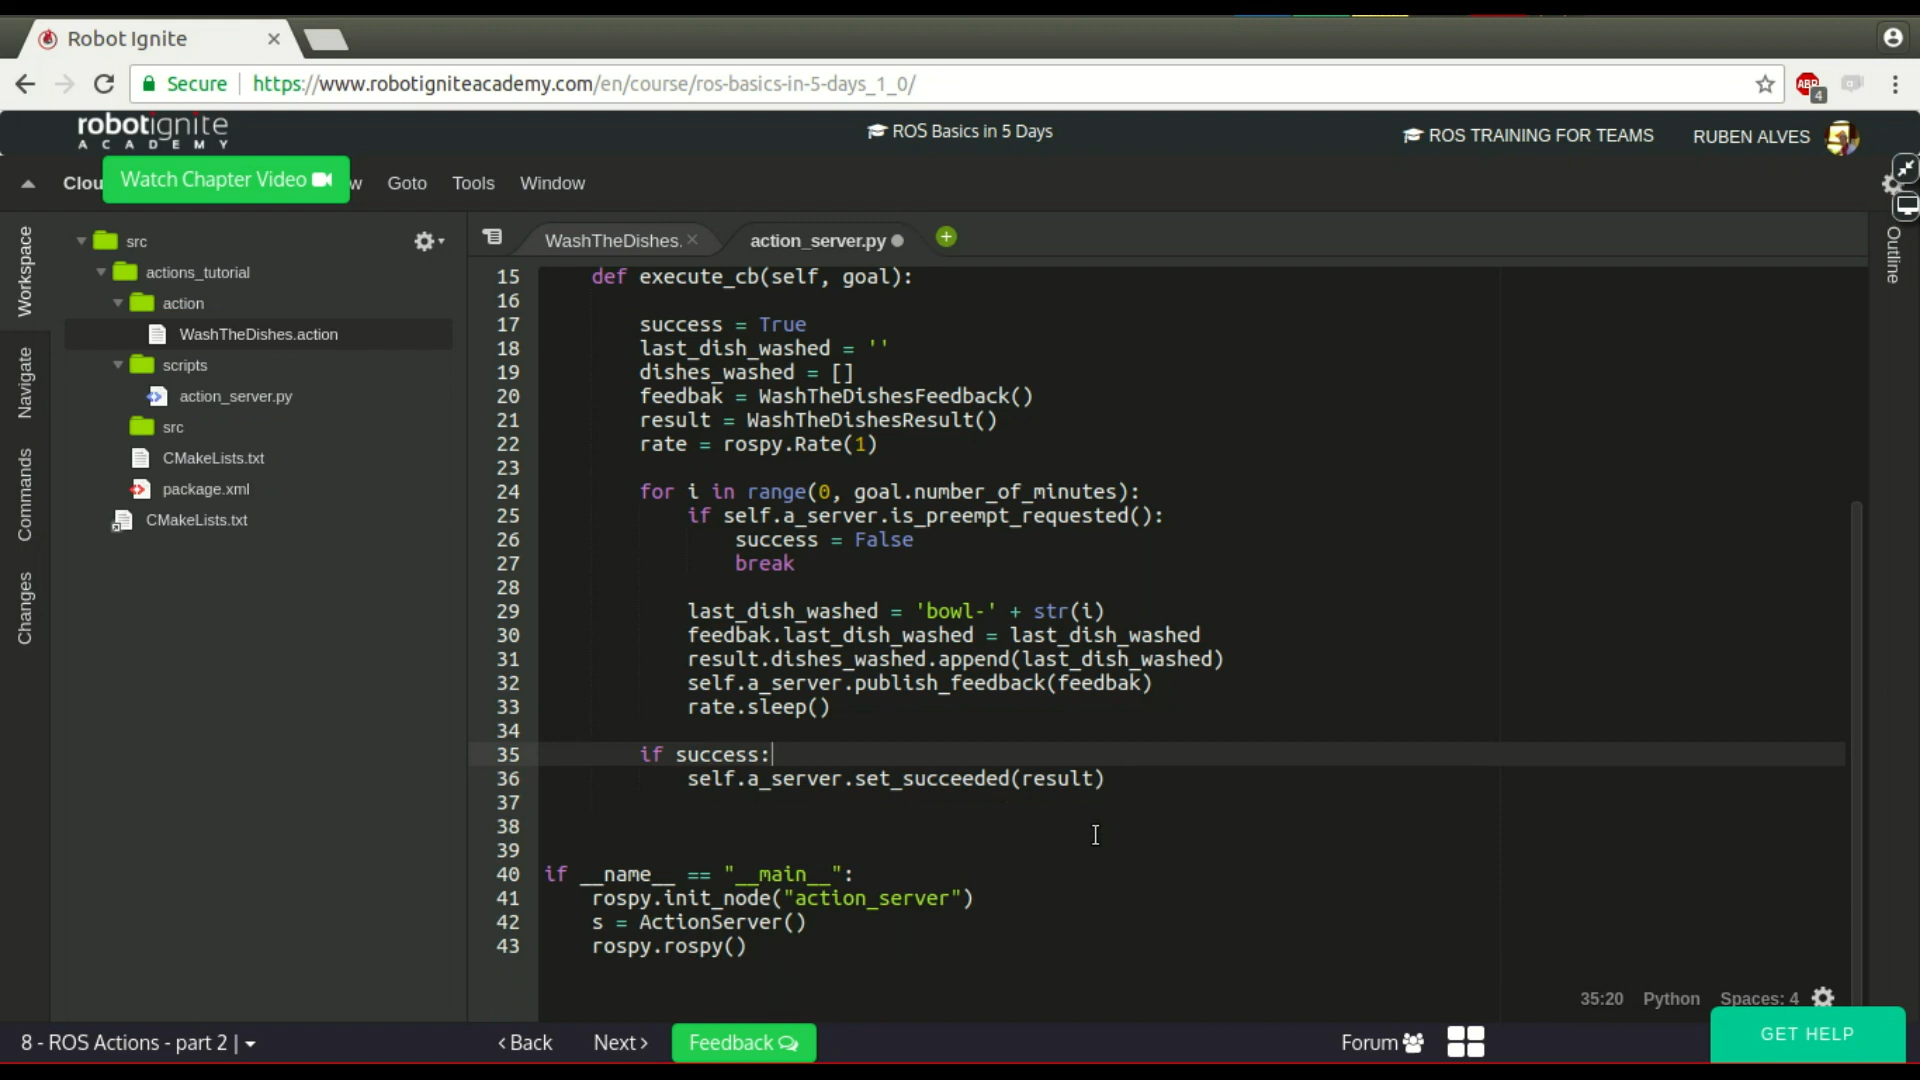 Robot Ignite
Secure https://www.robotigniteacademy.com/en/course/ros-basics-in-5-days_1_0/
ABP
4
robotignite
ACADEMY
ROS Basics in 5 Days
ROS TRAINING FOR TEAMS
RUBEN ALVES
Clou
Watch Chapter Video
w
Goto
Tools
Window
Workspace
Navigate
Commands
Changes
src
actions_tutorial
action
WashTheDishes.action
scripts
action_server.py
src
CMakeLists.txt
package.xml
CMakeLists.txt
WashTheDishes.
action_server.py
Outline
15     def execute_cb(self, goal):
16
17         success = True
18         last_dish_washed = ''
19         dishes_washed = []
20         feedbak = WashTheDishesFeedback()
21         result = WashTheDishesResult()
22         rate = rospy.Rate(1)
23
24         for i in range(0, goal.number_of_minutes):
25             if self.a_server.is_preempt_requested():
26                 success = False
27                 break
28
29             last_dish_washed = 'bowl-' + str(i)
30             feedbak.last_dish_washed = last_dish_washed
31             result.dishes_washed.append(last_dish_washed)
32             self.a_server.publish_feedback(feedbak)
33             rate.sleep()
34
35         if success:
36             self.a_server.set_succeeded(result)
37
38
39
40 if __name__ == "__main__":
41     rospy.init_node("action_server")
42     s = ActionServer()
43     rospy.rospy()
35:20 Python Spaces: 4
8 - ROS Actions - part 2 |
‹ Back
Next ›
Feedback
Forum
GET HELP